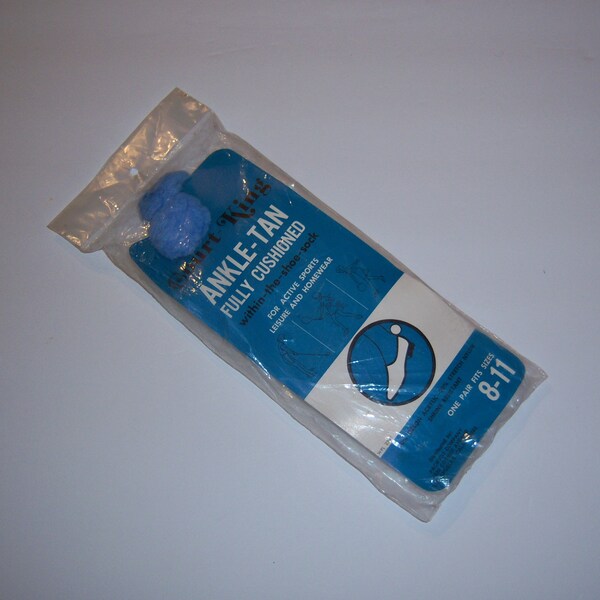 King
ANKLE-TAN
FULLY CUSHIONED
within-the-shoe-sock
FOR ACTIVE SPORTS
LEISURE AND HOMEWEAR
ONE PAIR FITS SIZES
8-11